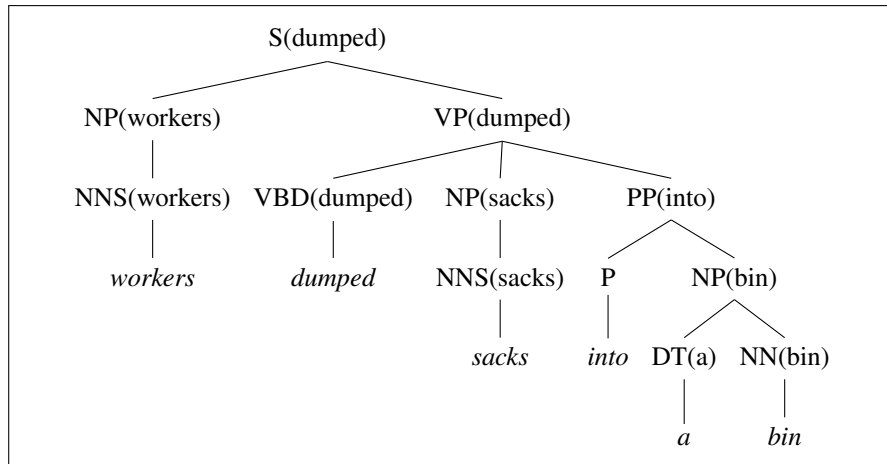 S(dumped)
NP(workers) VP(dumped)
NNS(workers) VBD(dumped) NP(sacks) PP(into)
workers dumped NNS(sacks) P NP(bin)
sacks into DT(a) NN(bin)
a bin